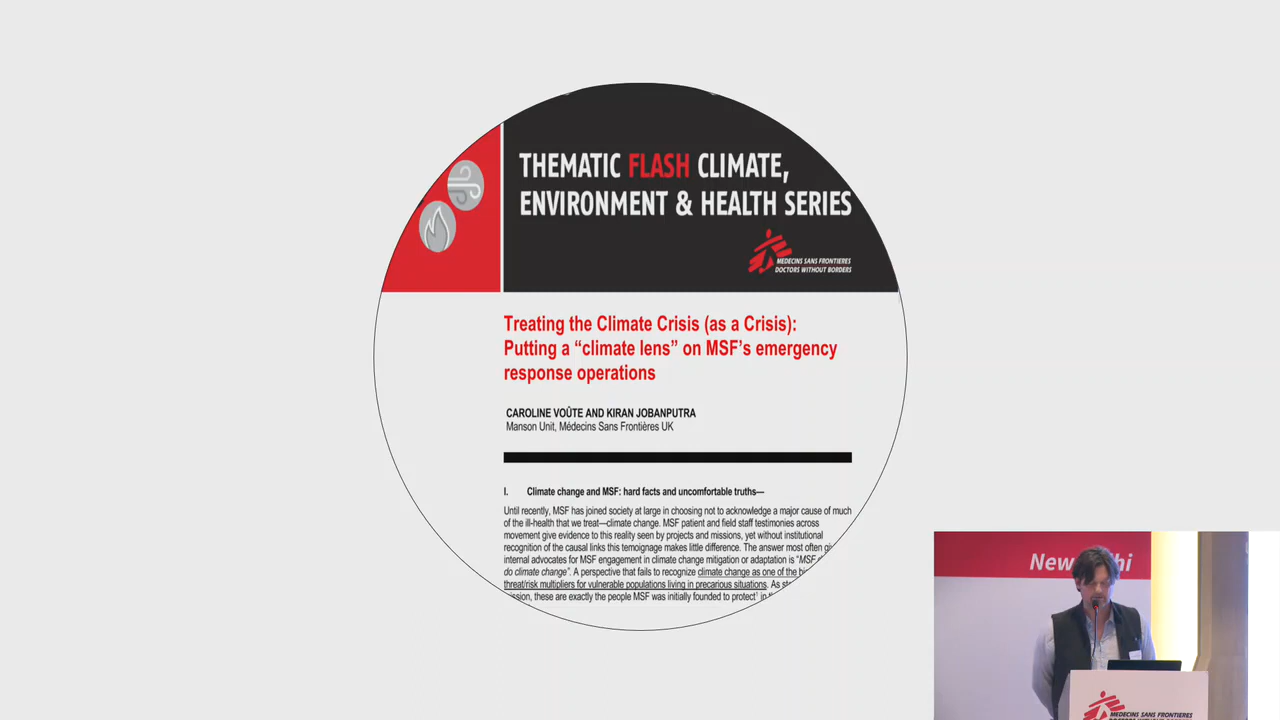 THEMATIC FLASH CLIMATE,
ENVIRONMENT & HEALTH SERIES
MEDECINS SANS FRONTIERES
DOCTORS WITHOUT BORDERS
Treating the Climate Crisis (as a Crisis):
Putting a “climate lens” on MSF’s emergency
response operations
CAROLINE VOÛTE AND KIRAN JOBANPUTRA
Manson Unit, Médecins Sans Frontières UK
I. Climate change and MSF: hard facts and uncomfortable truths—
Until recently, MSF has joined society at large in choosing not to acknowledge a major cause of much
of the ill-health that we treat—climate change. MSF patient and field staff testimonies across
movement give evidence to this reality seen by projects and missions, yet without institutional
recognition of the causal links this temoignage makes little difference. The answer most often
internal advocates for MSF engagement in climate change mitigation or adaptation is “MSF
do climate change”. A perspective that fails to recognize climate change as one of the
threat/risk multipliers for vulnerable populations living in precarious situations. As
these are exactly the people MSF was initially founded to protect¹ in
New hi
MEDECINS SANS FRONTIERES